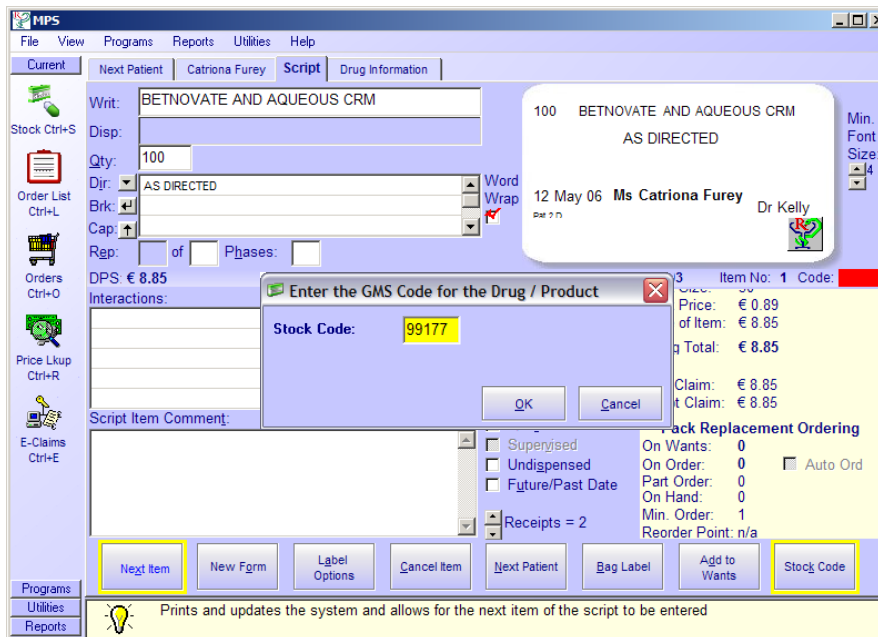 MPS
File View Programs Reports Utilities Help
Current
Next Patient Catriona Furey Script Drug Information
Stock Ctrl+S
Order List
Ctrl+L
Orders
Ctrl+O
Price Lkup
Ctrl+R
E-Claims
Ctrl+E
Programs
Utilities
Reports
Writ: BETNOVATE AND AQUEOUS CRM
Disp:
Qty: 100
Dir: AS DIRECTED
Brk:
Cap:
Word
Wrap
Rep: of Phases:
100 BETNOVATE AND AQUEOUS CRM
AS DIRECTED
12 May 06 Ms Catriona Furey
Dr Kelly
Min.
Font
Size:
4
DPS: € 8.85
Item No: 1 Code:
Interactions:
Enter the GMS Code for the Drug / Product
Stock Code: 99177
OK Cancel
Price: € 0.89
of Item: € 8.85
Total: € 8.85
Claim: € 8.85
Claim: € 8.85
Script Item Comment:
Supervised
Undispensed
Future/Past Date
Receipts = 2
Pack Replacement Ordering
On Wants: 0
On Order: 0 Auto Ord
Part Order: 0
On Hand: 0
Min. Order: 1
Reorder Point: n/a
Next Item
New Form
Label
Options
Cancel Item
Next Patient
Bag Label
Add to
Wants
Stock Code
Prints and updates the system and allows for the next item of the script to be entered